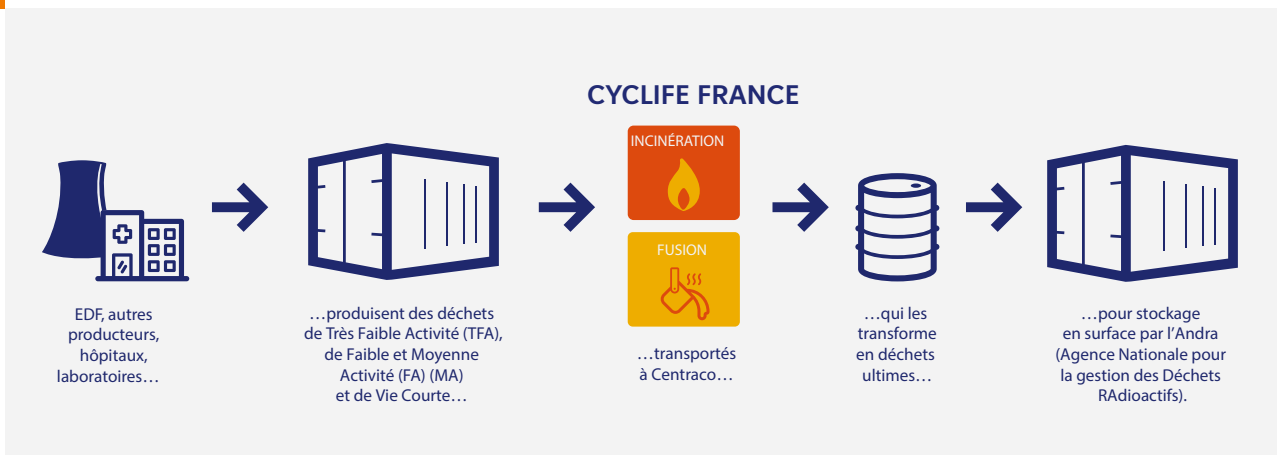 CYCLIFE FRANCE
EDF, autres
producteurs,
hôpitaux,
laboratoires…
…produisent des déchets
de Très Faible Activité (TFA),
de Faible et Moyenne
Activité (FA) (MA)
et de Vie Courte…
INCINÉRATION
FUSION
…transportés
à Centraco…
…qui les
transforme
en déchets
ultimes…
…pour stockage
en surface par l’Andra
(Agence Nationale pour
la gestion des Déchets
RAdioactifs).